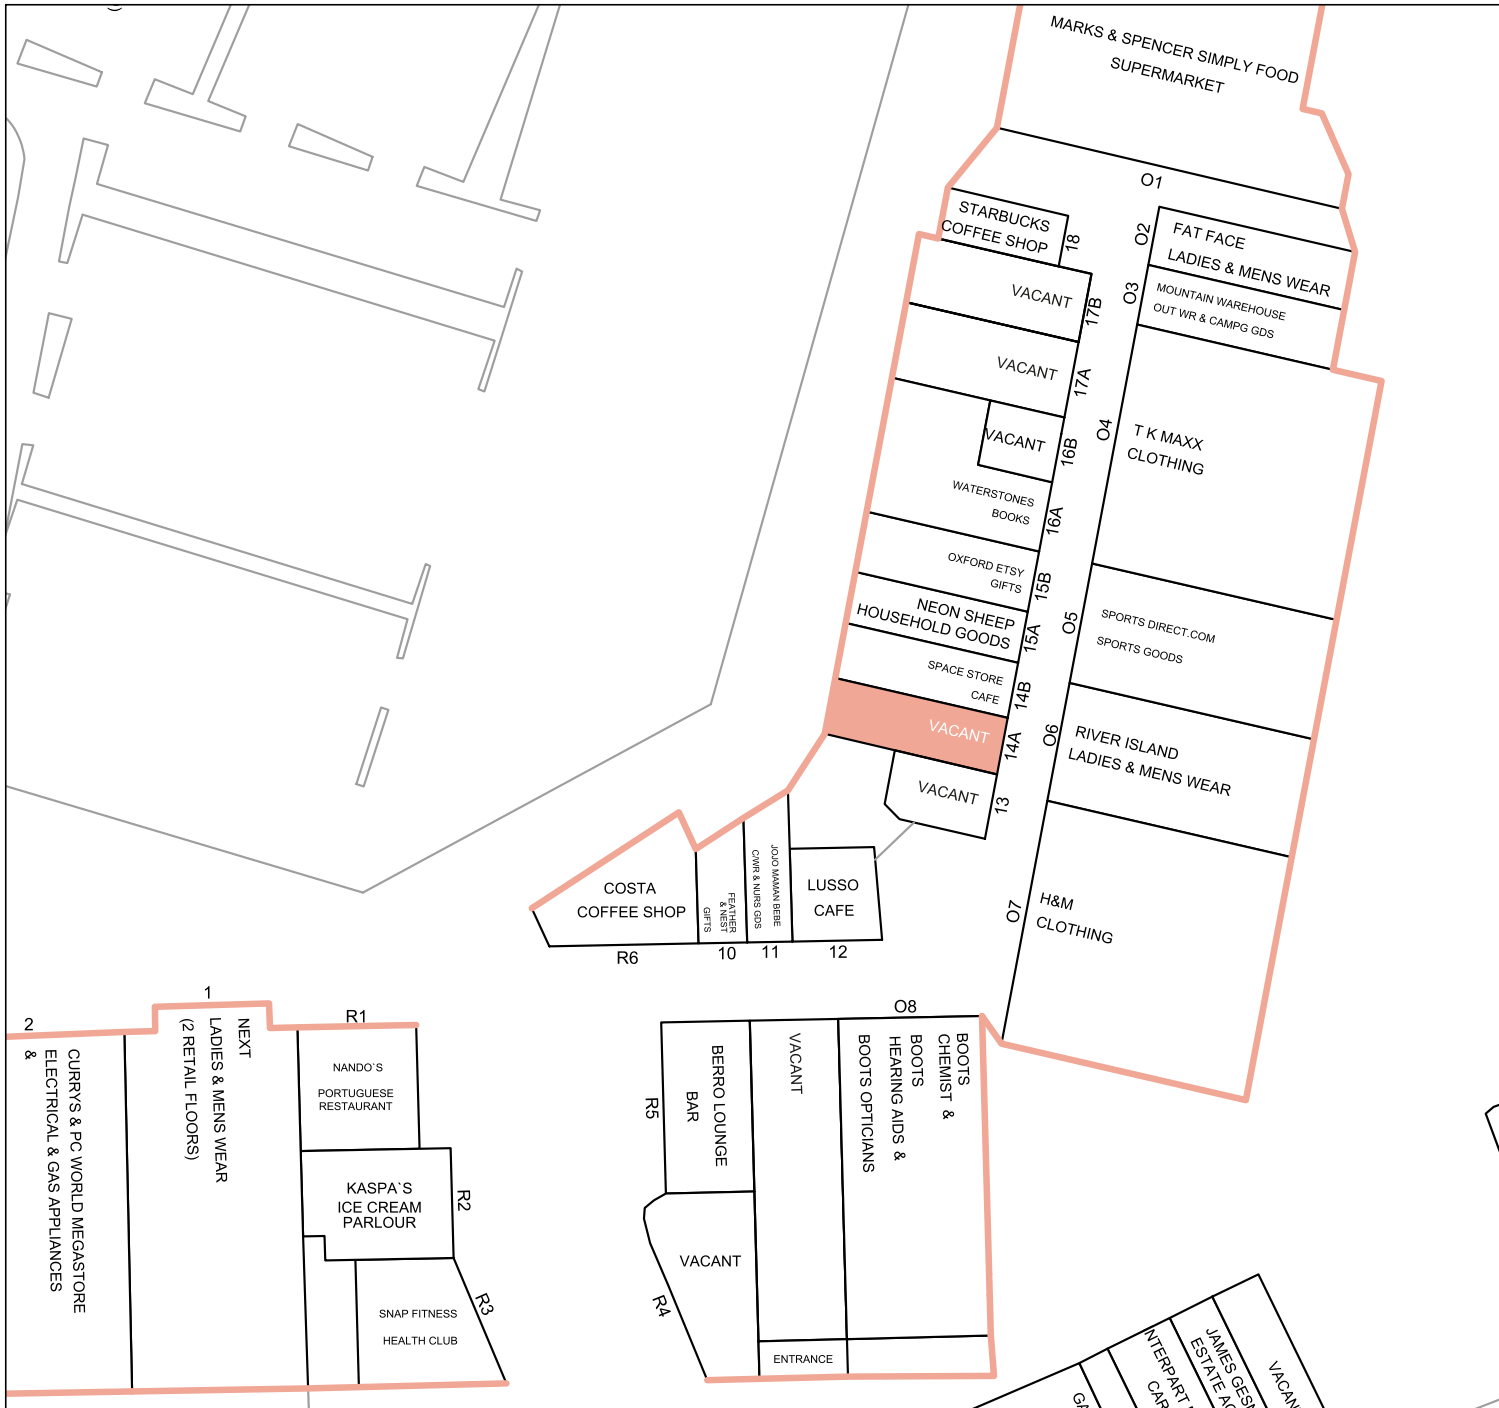 MARKS & SPENCER SIMPLY FOOD
SUPERMARKET
O1
STARBUCKS
COFFEE SHOP
18
O2
FAT FACE
LADIES & MENS WEAR
VACANT
17B
O3
MOUNTAIN WAREHOUSE
OUT WR & CAMPG GDS
VACANT
17A
O4
T K MAXX
CLOTHING
VACANT
16B
WATERSTONES
BOOKS
16A
OXFORD ETSY
GIFTS
15B
NEON SHEEP
HOUSEHOLD GOODS
15A
O5
SPORTS DIRECT.COM
SPORTS GOODS
SPACE STORE
CAFE
14B
VACANT
14A
O6
RIVER ISLAND
LADIES & MENS WEAR
VACANT
13
O7
H&M
CLOTHING
COSTA
COFFEE SHOP
R6
FEATHER
& NEST
GIFTS
10
JOJO MAMAN BEBE
C/WR & NURS GDS
11
LUSSO
CAFE
12
2
CURRYS & PC WORLD MEGASTORE
ELECTRICAL & GAS APPLIANCES
&
1
NEXT
LADIES & MENS WEAR
(2 RETAIL FLOORS)
R1
NANDO`S
PORTUGUESE
RESTAURANT
KASPA`S
ICE CREAM
PARLOUR
R2
SNAP FITNESS
HEALTH CLUB
R3
R5
BERRO LOUNGE
BAR
VACANT
O8
BOOTS
CHEMIST &
BOOTS
HEARING AIDS &
BOOTS OPTICIANS
VACANT
R4
ENTRANCE